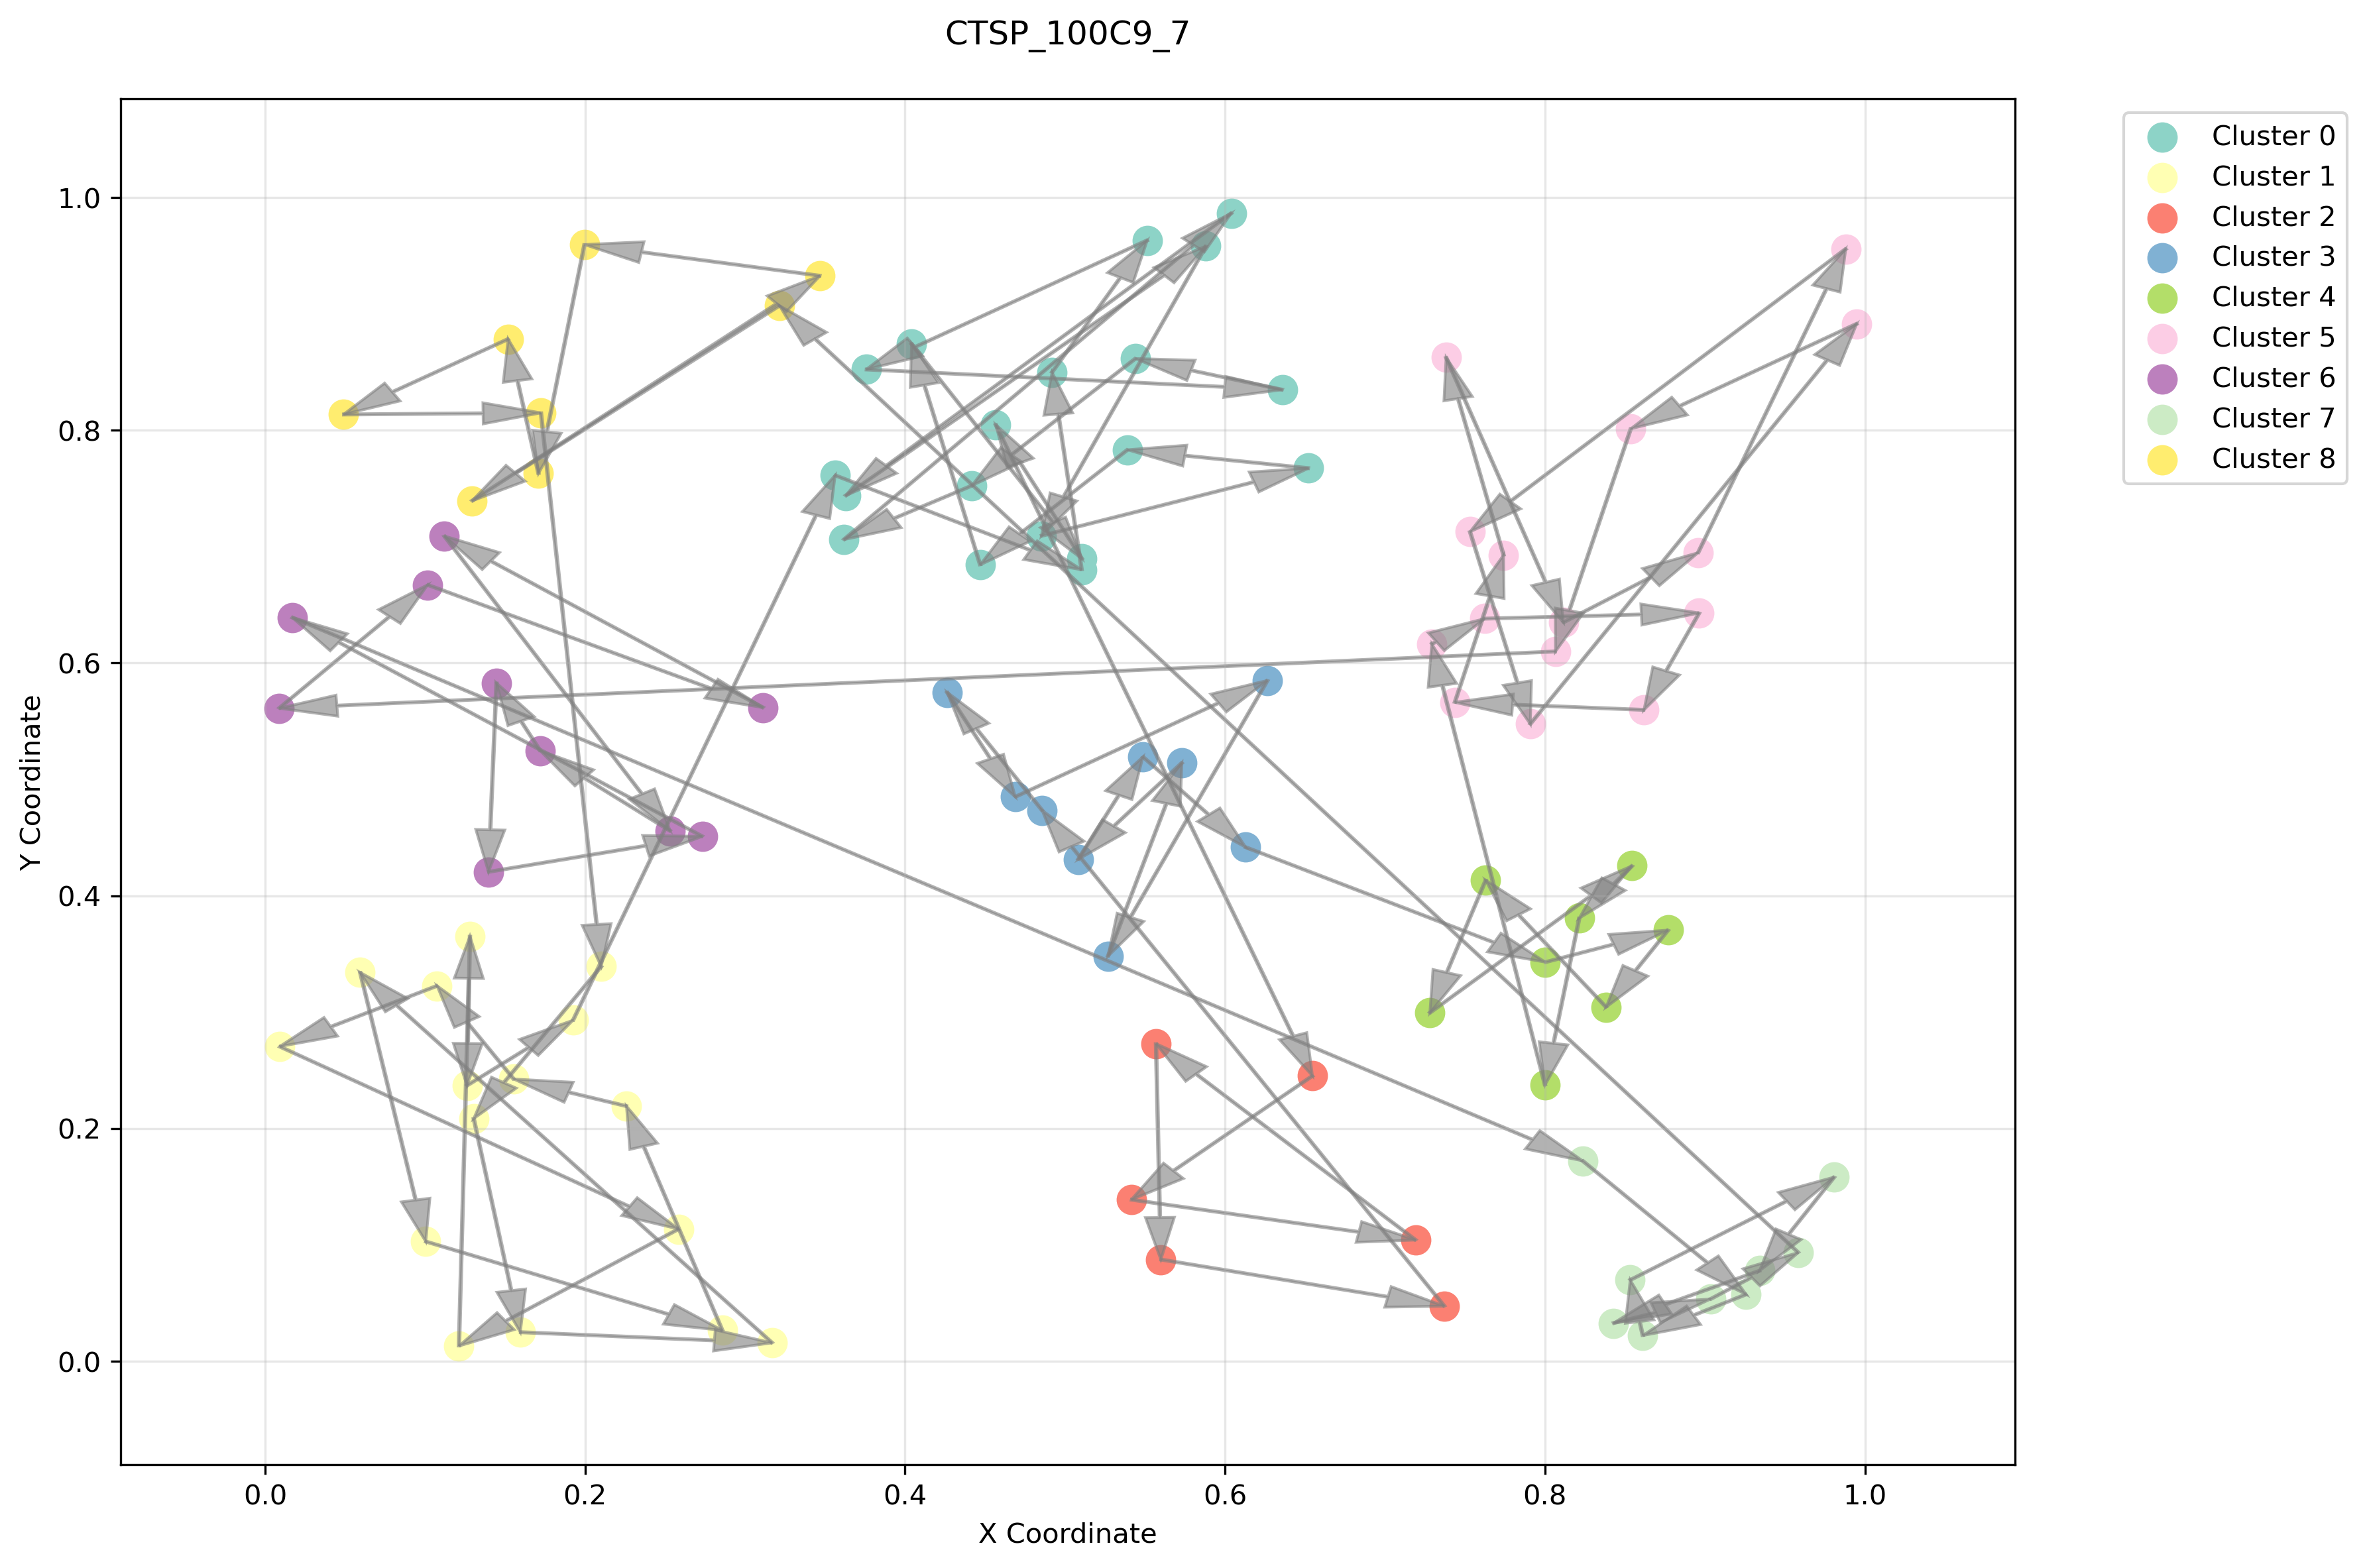 CTSP_100C9_7
Cluster 0
Cluster 1
Cluster 2
Cluster 3
Cluster 4
Cluster 5
Cluster 6
Cluster 7
Cluster 8
Y Coordinate
1.0
0.8
0.6
0.4
0.2
0.0
0.0 0.2 0.4 0.6 0.8 1.0
X Coordinate